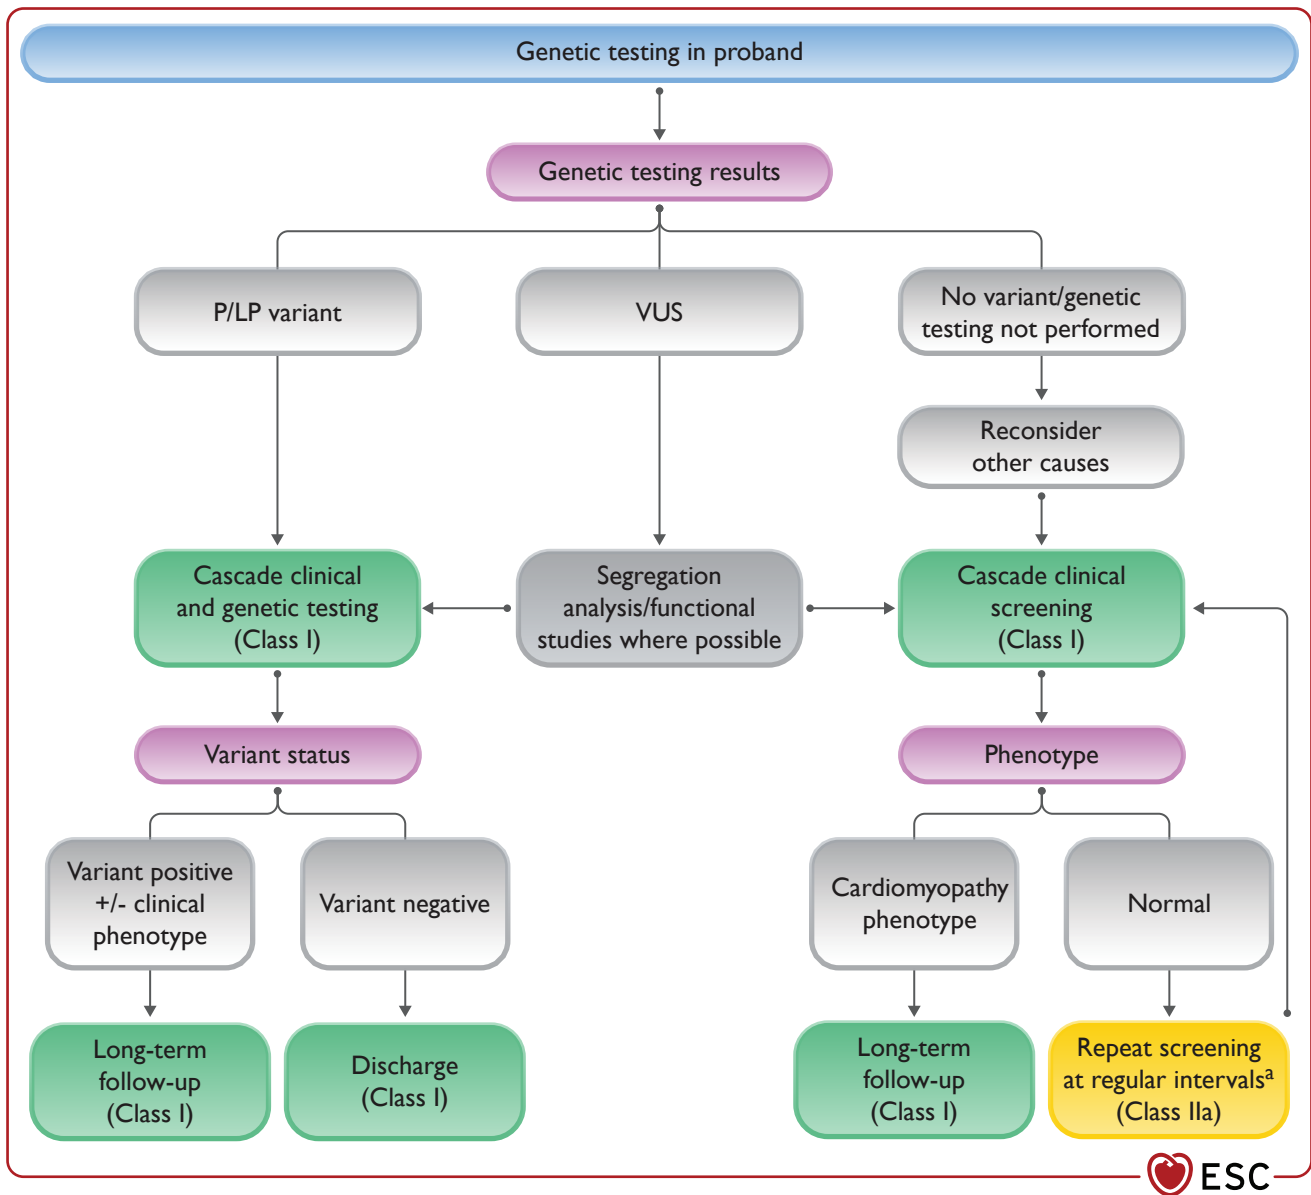 Genetic testing in proband
Genetic testing results
P/LP variant
VUS
No variant/genetic
testing not performed
Reconsider
other causes
Cascade clinical
and genetic testing
(Class I)
Segregation
analysis/functional
studies where possible
Cascade clinical
screening
(Class I)
Variant status
Phenotype
Variant positive
+/- clinical
phenotype
Variant negative
Cardiomyopathy
phenotype
Normal
Long-term
follow-up
(Class I)
Discharge
(Class I)
Long-term
follow-up
(Class I)
Repeat screening
at regular intervalsᵃ
(Class IIa)
ESC